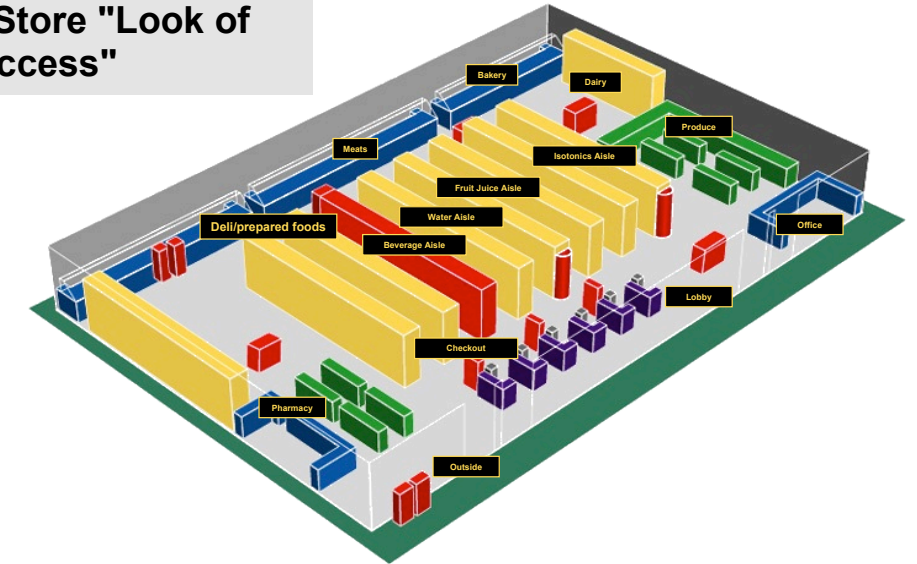 Store "Look of
ccess"
Bakery
Dairy
Produce
Meats
Isotonics Aisle
Fruit Juice Aisle
Water Aisle
Deli/prepared foods
Office
Beverage Aisle
Lobby
Checkout
Pharmacy
Outside